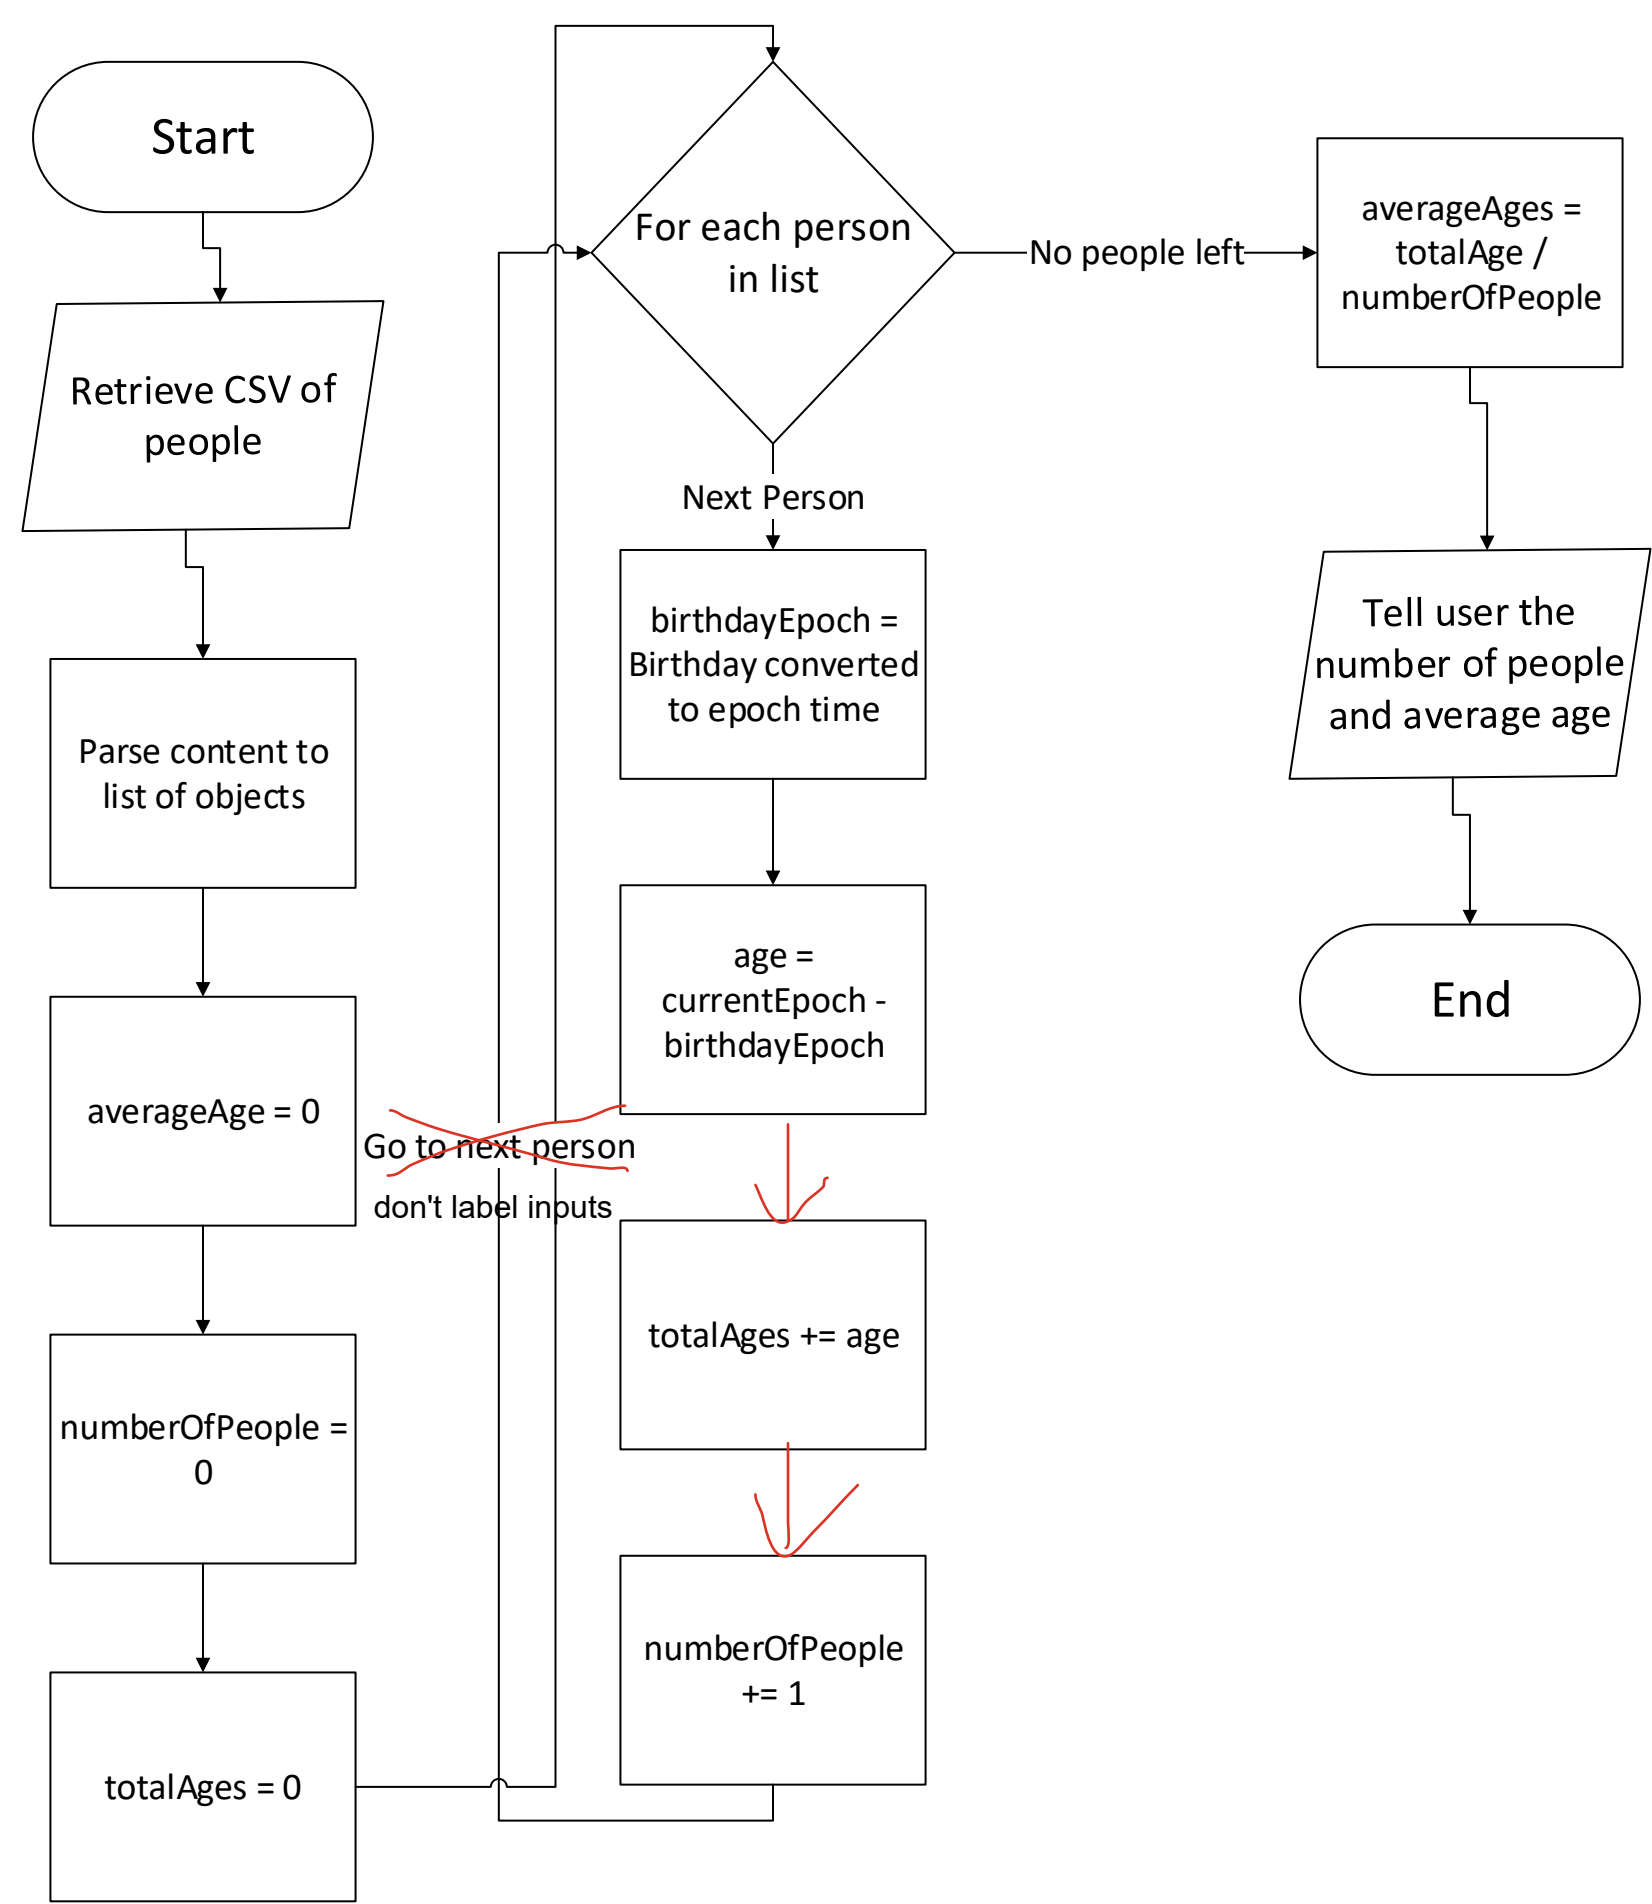 Start
Retrieve CSV of
people
Parse content to
list of objects
averageAge = 0
numberOfPeople =
0
totalAges = 0
For each person
in list
Next Person
birthdayEpoch =
Birthday converted
to epoch time
age =
currentEpoch -
birthdayEpoch
Go to next person
don't label inputs
totalAges += age
numberOfPeople
+= 1
No people left
averageAges =
totalAge /
numberOfPeople
Tell user the
number of people
and average age
End